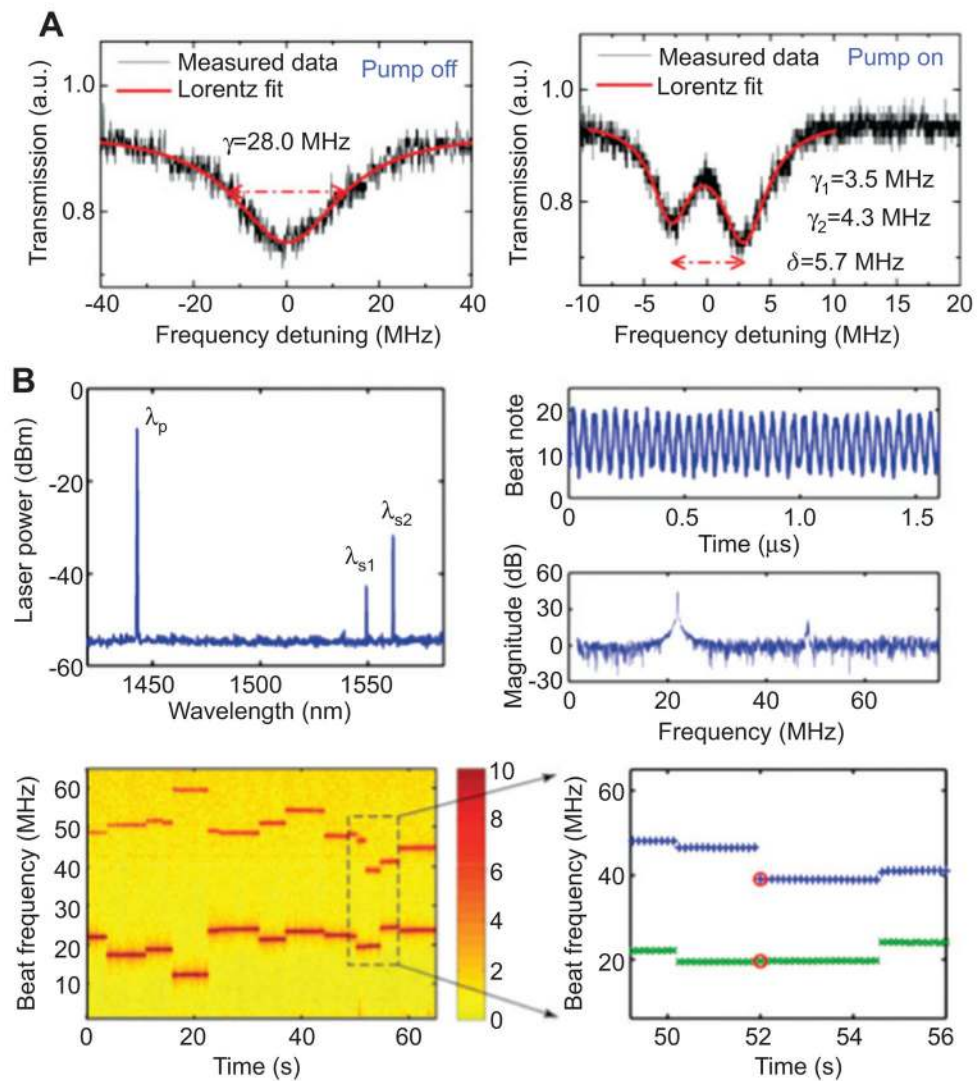 A
Transmission (a.u.)
1.0
0.8
Measured data
Lorentz fit
Pump off
γ=28.0 MHz
-40 -20 0 20 40
Frequency detuning (MHz)
Transmission (a.u.)
1.0
0.8
Measured data
Lorentz fit
Pump on
γ1=3.5 MHz
γ2=4.3 MHz
δ=5.7 MHz
-10 -5 0 5 10 15 20
Frequency detuning (MHz)
B
Laser power (dBm)
0
-20
-40
-60
λp
λs1
λs2
1450 1500 1550
Wavelength (nm)
Beat note
20
10
0
0 0.5 1.0 1.5
Time (μs)
Magnitude (dB)
60
30
0
-30
0 20 40 60
Frequency (MHz)
Beat frequency (MHz)
60
50
40
30
20
10
0 20 40 60
Time (s)
10
8
6
4
2
0
Beat frequency (MHz)
60
40
20
50 52 54 56
Time (s)